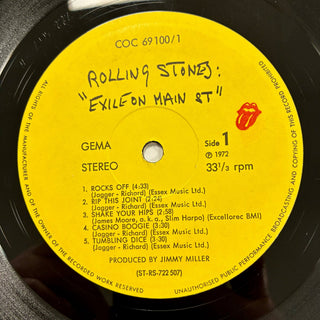 COC 69100/1
ROLLING STONES:
"EXILE ON MAIN ST"
GEMA
STEREO
Side 1
℗ 1972
33 1/3 rpm
1. ROCKS OFF (4:33)
(Jagger - Richard) (Essex Music Ltd.)
2. RIP THIS JOINT (2:24)
(Jagger - Richard) (Essex Music Ltd.)
3. SHAKE YOUR HIPS (2:58)
(James Moore, a.k.a., Slim Harpo) (Excellorec BMI)
4. CASINO BOOGIE (3:33)
(Jagger - Richard) (Essex Music Ltd.)
5. TUMBLING DICE (3:30)
(Jagger - Richard) (Essex Music Ltd.)
PRODUCED BY JIMMY MILLER
(ST-RS-722 507)
ALL RIGHTS OF THE MANUFACTURER AND OF THE OWNER OF THE RECORDED WORK RESERVED
UNAUTHORISED PUBLIC PERFORMANCE BROADCASTING AND COPYING OF THIS RECORD PROHIBITED